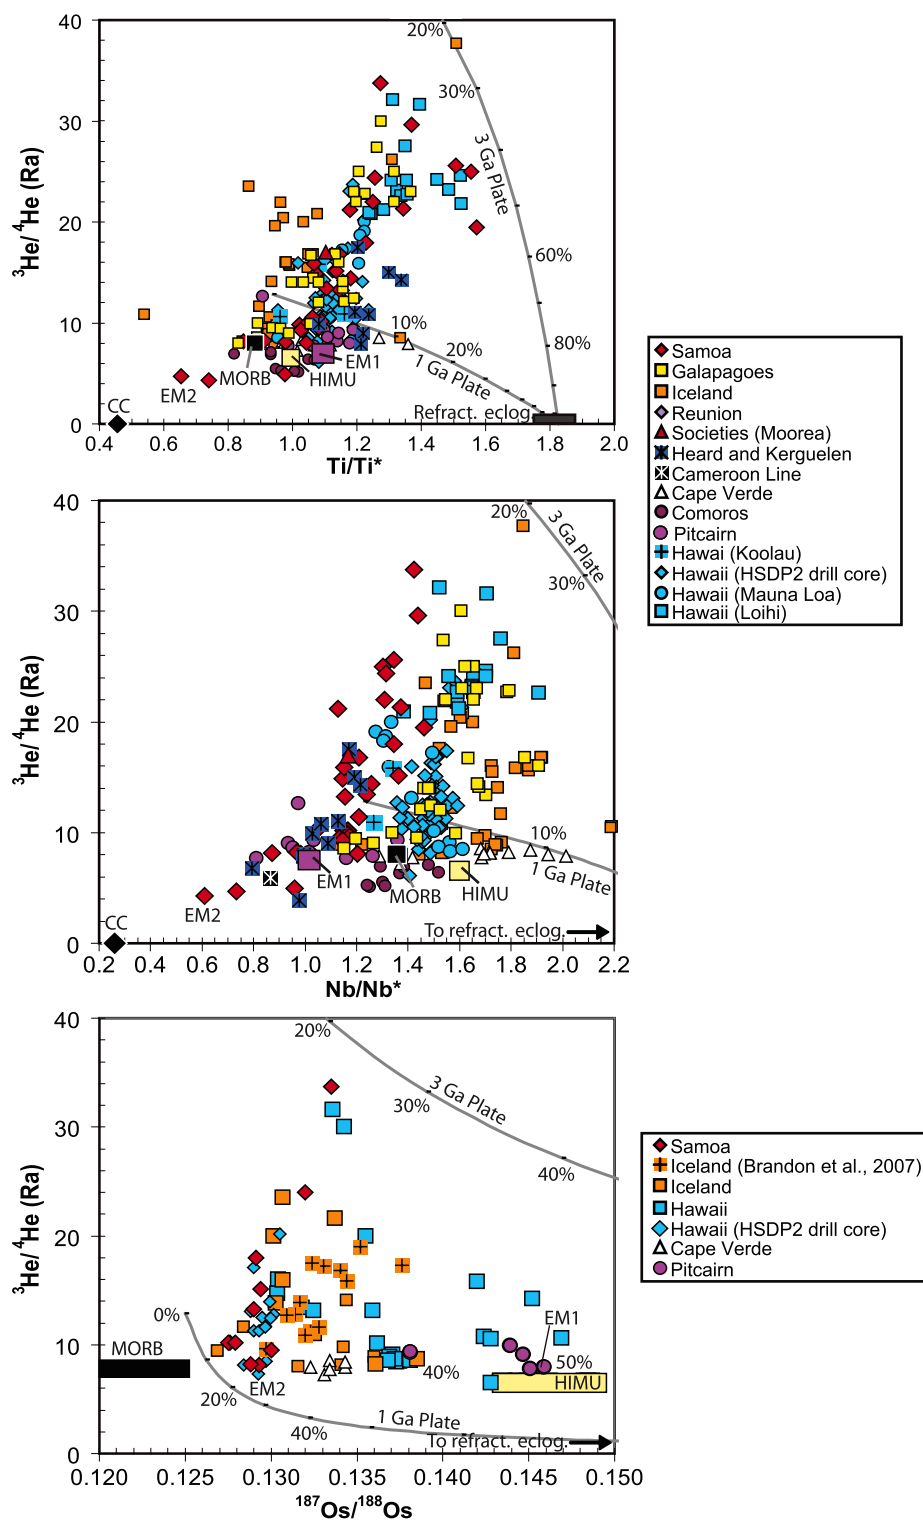 40
30
20
10
0
³He/⁴He (Ra)
20%
30%
3 Ga Plate
60%
80%
10%
20%
1 Ga Plate
EM1
HIMU
MORB
EM2
CC
Refract. eclog.
0.4 0.6 0.8 1.0 1.2 1.4 1.6 1.8 2.0
Ti/Ti*
Samoa
Galapagoes
Iceland
Reunion
Societies (Moorea)
Heard and Kerguelen
Cameroon Line
Cape Verde
Comoros
Pitcairn
Hawai (Koolau)
Hawaii (HSDP2 drill core)
Hawaii (Mauna Loa)
Hawaii (Loihi)
40
30
20
10
0
³He/⁴He (Ra)
20%
3 Ga Plate
30%
10%
1 Ga Plate
EM1
MORB
HIMU
EM2
CC
To refract. eclog.
0.2 0.4 0.6 0.8 1.0 1.2 1.4 1.6 1.8 2.0 2.2
Nb/Nb*
40
30
20
10
0
³He/⁴He (Ra)
20%
3 Ga Plate
30%
40%
0%
MORB
EM1
40%
50%
HIMU
EM2
20%
40%
1 Ga Plate
To refract. eclog.
0.120 0.125 0.130 0.135 0.140 0.145 0.150
¹⁸⁷Os/¹⁸⁸Os
Samoa
Iceland (Brandon et al., 2007)
Iceland
Hawaii
Hawaii (HSDP2 drill core)
Cape Verde
Pitcairn